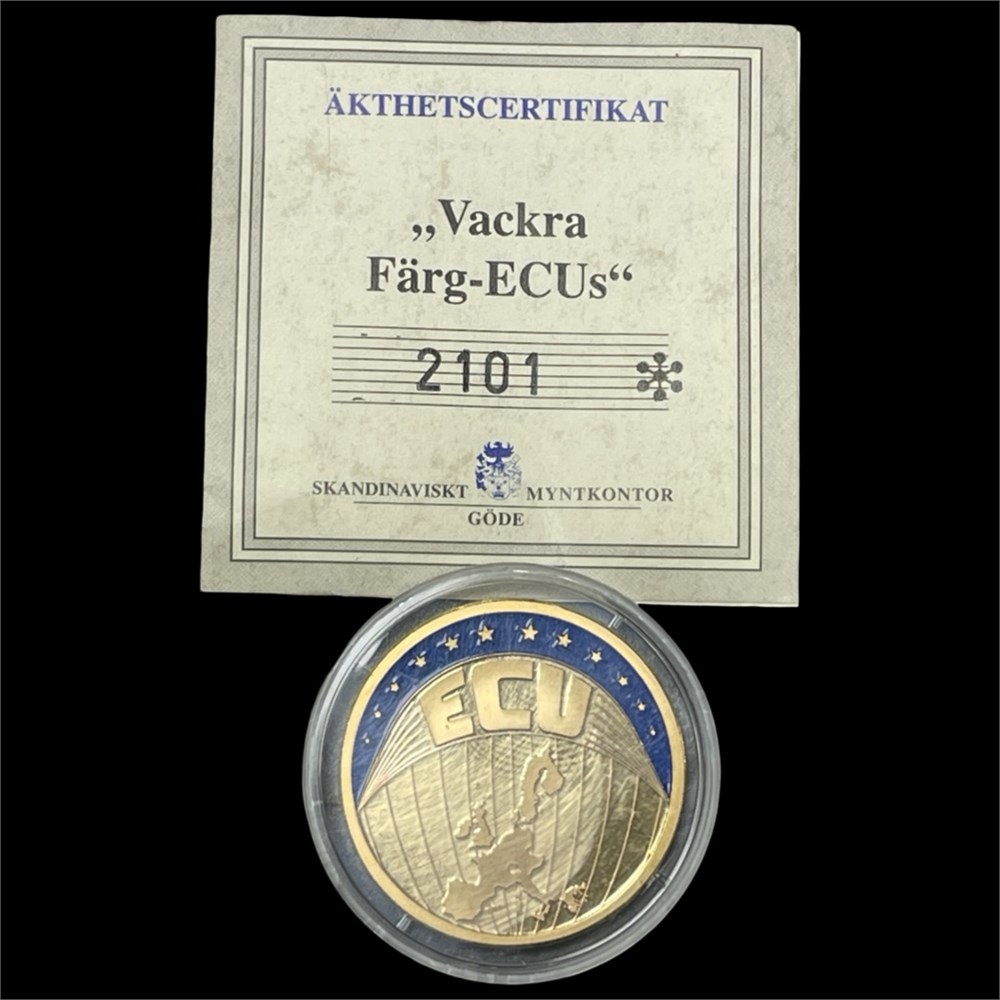 ÄKTHETSCERTIFIKAT
„Vackra
Färg-ECUs“
2101
SKANDINAVISKT MYNTKONTOR
GÖDE
ECU